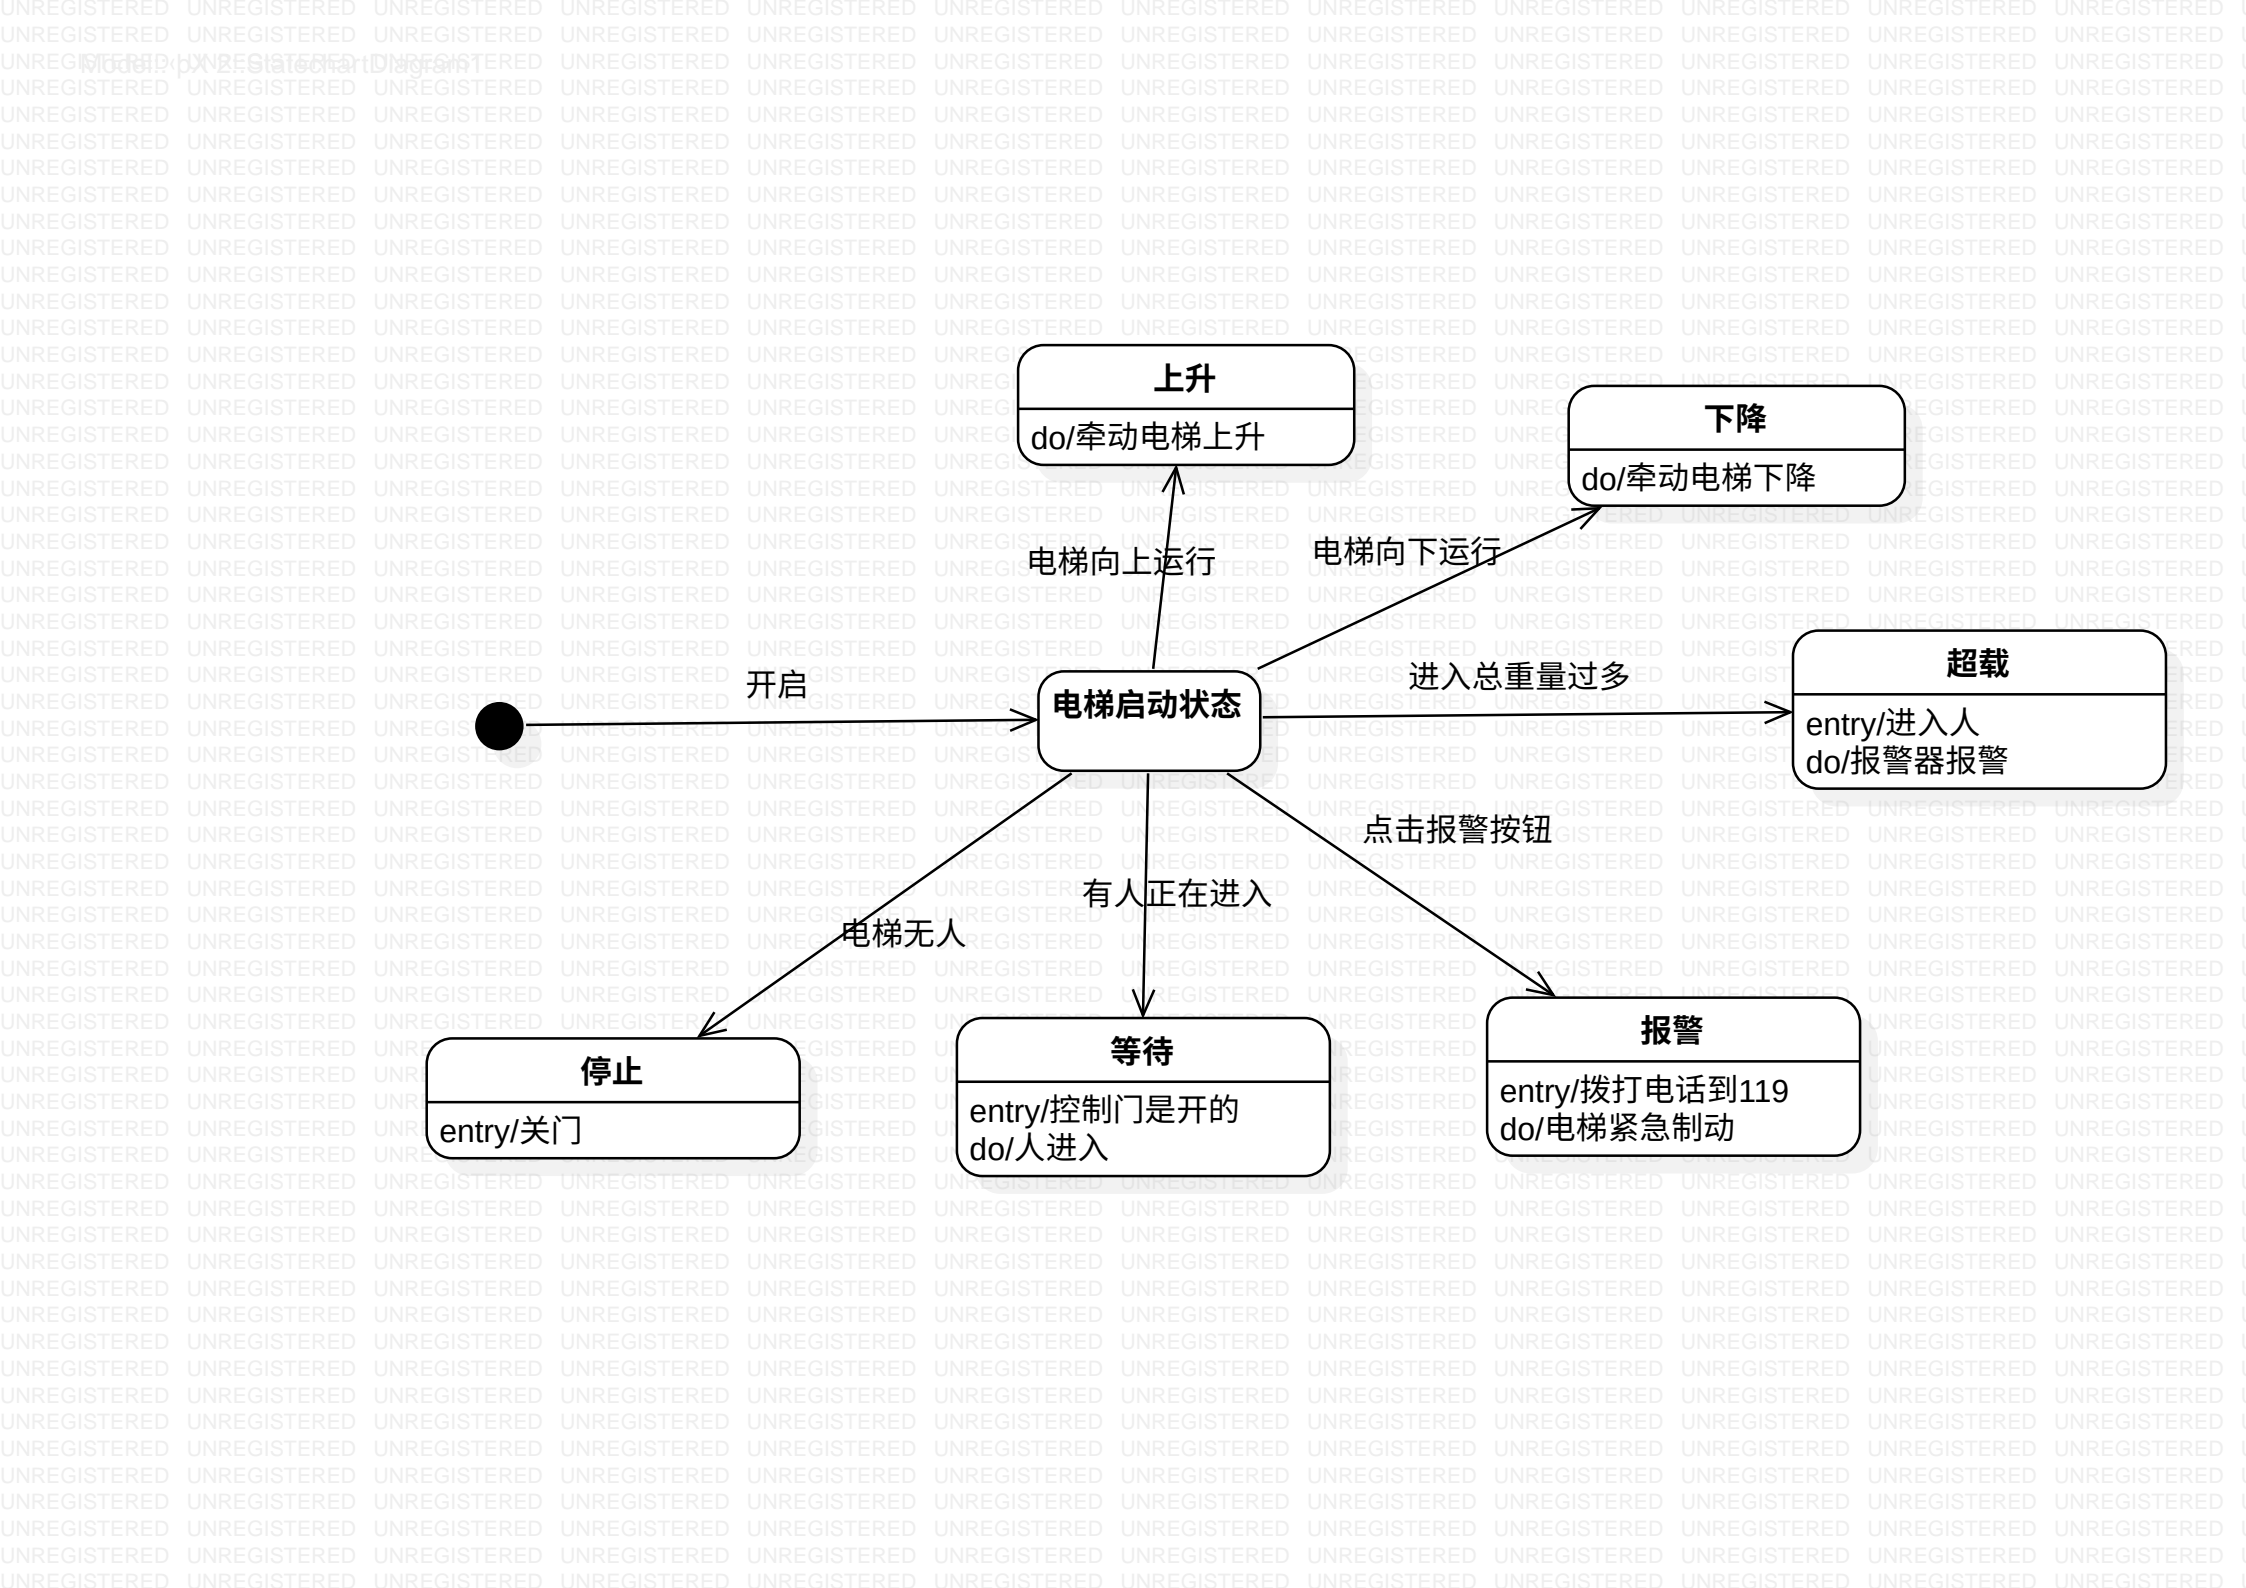 上升
do/牵动电梯上升
下降
do/牵动电梯下降
电梯向上运行
电梯向下运行
开启
电梯启动状态
进入总重量过多
超载
entry/进入人
do/报警器报警
点击报警按钮
有人正在进入
电梯无人
停止
entry/关门
等待
entry/控制门是开的
do/人进入
报警
entry/拨打电话到119
do/电梯紧急制动
UNREGISTERED